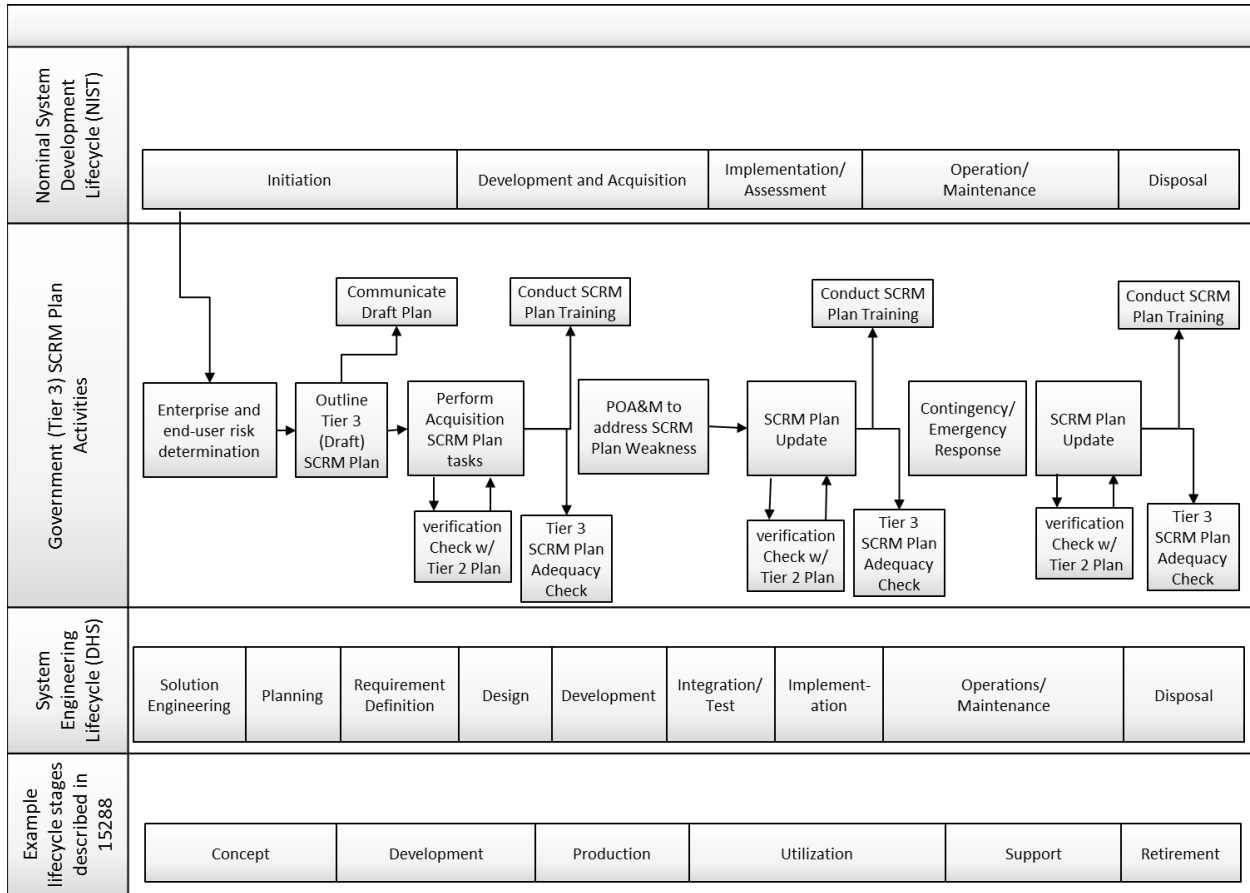 Nominal System
Development
Lifecycle (NIST)
Initiation
Development and Acquisition
Implementation/
Assessment
Operation/
Maintenance
Disposal
Government (Tier 3) SCRM Plan
Activities
Communicate
Draft Plan
Conduct SCRM
Plan Training
Conduct SCRM
Plan Training
Conduct SCRM
Plan Training
Enterprise and
end-user risk
determination
Outline
Tier 3
(Draft)
SCRM Plan
Perform
Acquisition
SCRM Plan
tasks
POA&M to
address SCRM
Plan Weakness
SCRM Plan
Update
Contingency/
Emergency
Response
SCRM Plan
Update
verification
Check w/
Tier 2 Plan
Tier 3
SCRM Plan
Adequacy
Check
verification
Check w/
Tier 2 Plan
Tier 3
SCRM Plan
Adequacy
Check
verification
Check w/
Tier 2 Plan
Tier 3
SCRM Plan
Adequacy
Check
System
Engineering
Lifecycle (DHS)
Solution
Engineering
Planning
Requirement
Definition
Design
Development
Integration/
Test
Implement-
ation
Operations/
Maintenance
Disposal
Example
lifecycle stages
described in
15288
Concept
Development
Production
Utilization
Support
Retirement